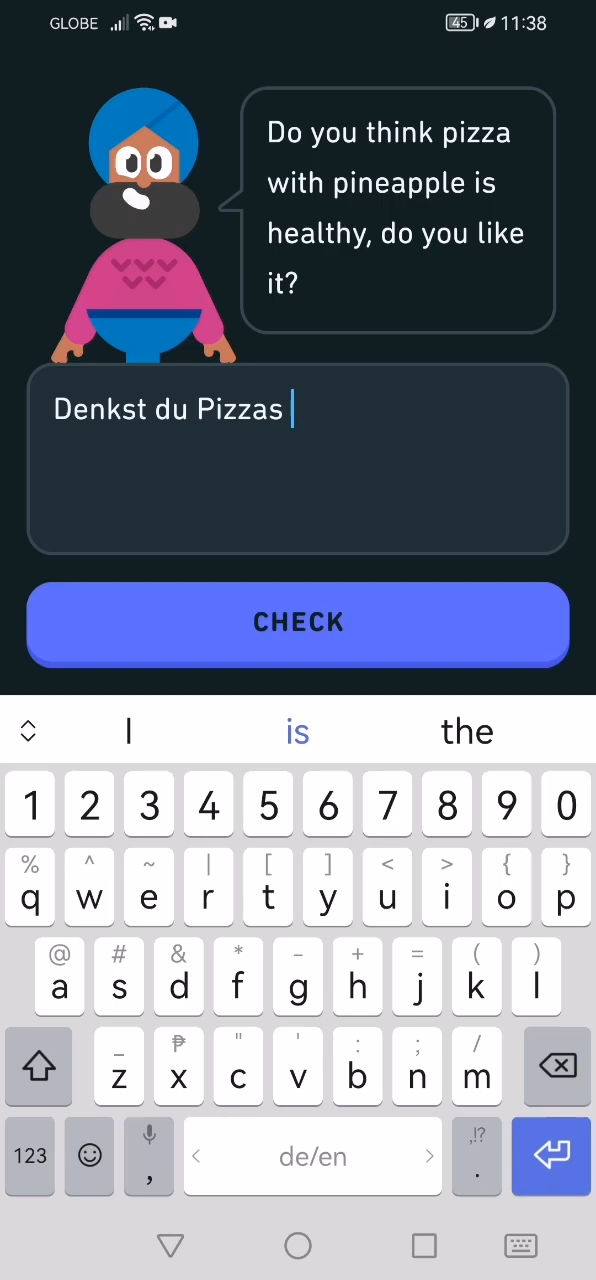 GLOBE 45 11:38
Do you think pizza
with pineapple is
healthy, do you like
it?
Denkst du Pizzas
CHECK
I is the
1 2 3 4 5 6 7 8 9 0
% ^ ~ | [ ] < > { }
q w e r t y u i o p
@ # & * - + = ( )
a s d f g h j k l
_ ₱ " ' : ; /
z x c v b n m
123 , de/en ,!? .